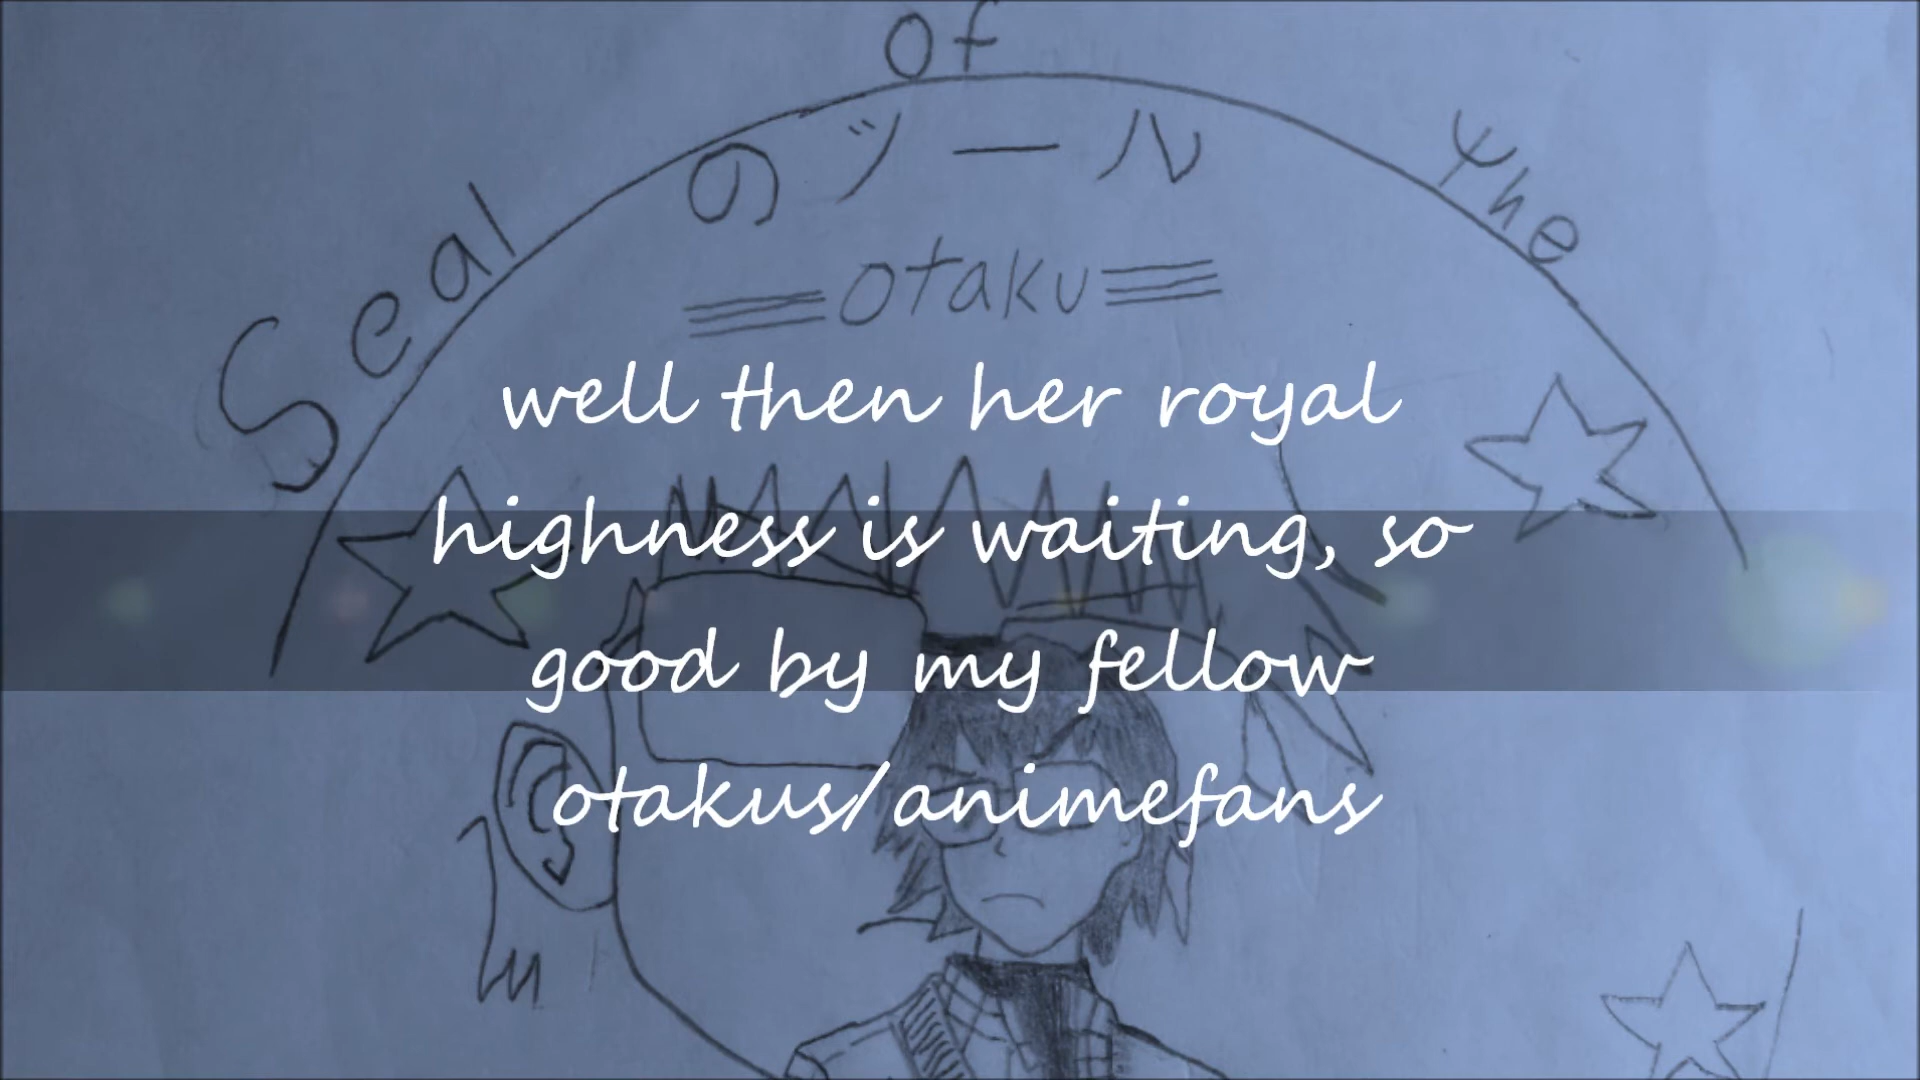 of
Seal
The
のゾール
otaku
well then her royal
highness is waiting, so
good by my fellow
otakus/animefans